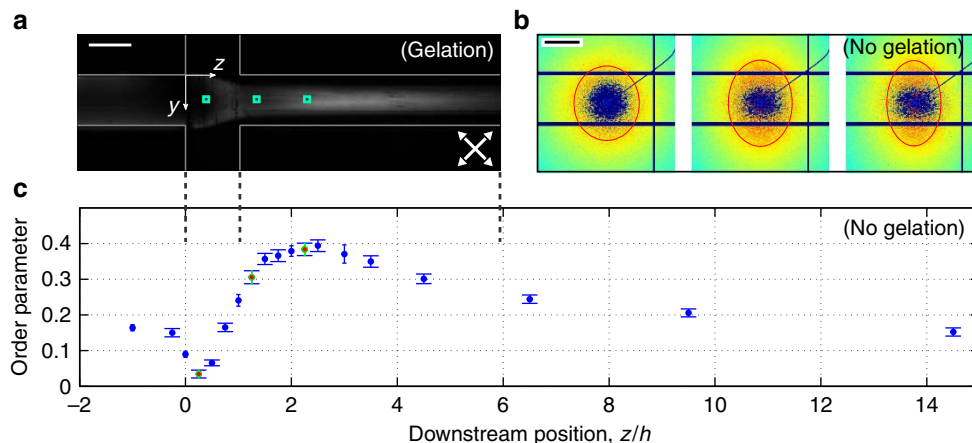 a
(Gelation)
z
y
b
(No gelation)
c
(No gelation)
Order parameter
0.4
0.3
0.2
0.1
0
−2
0
2
4
6
8
10
12
14
Downstream position, z/h